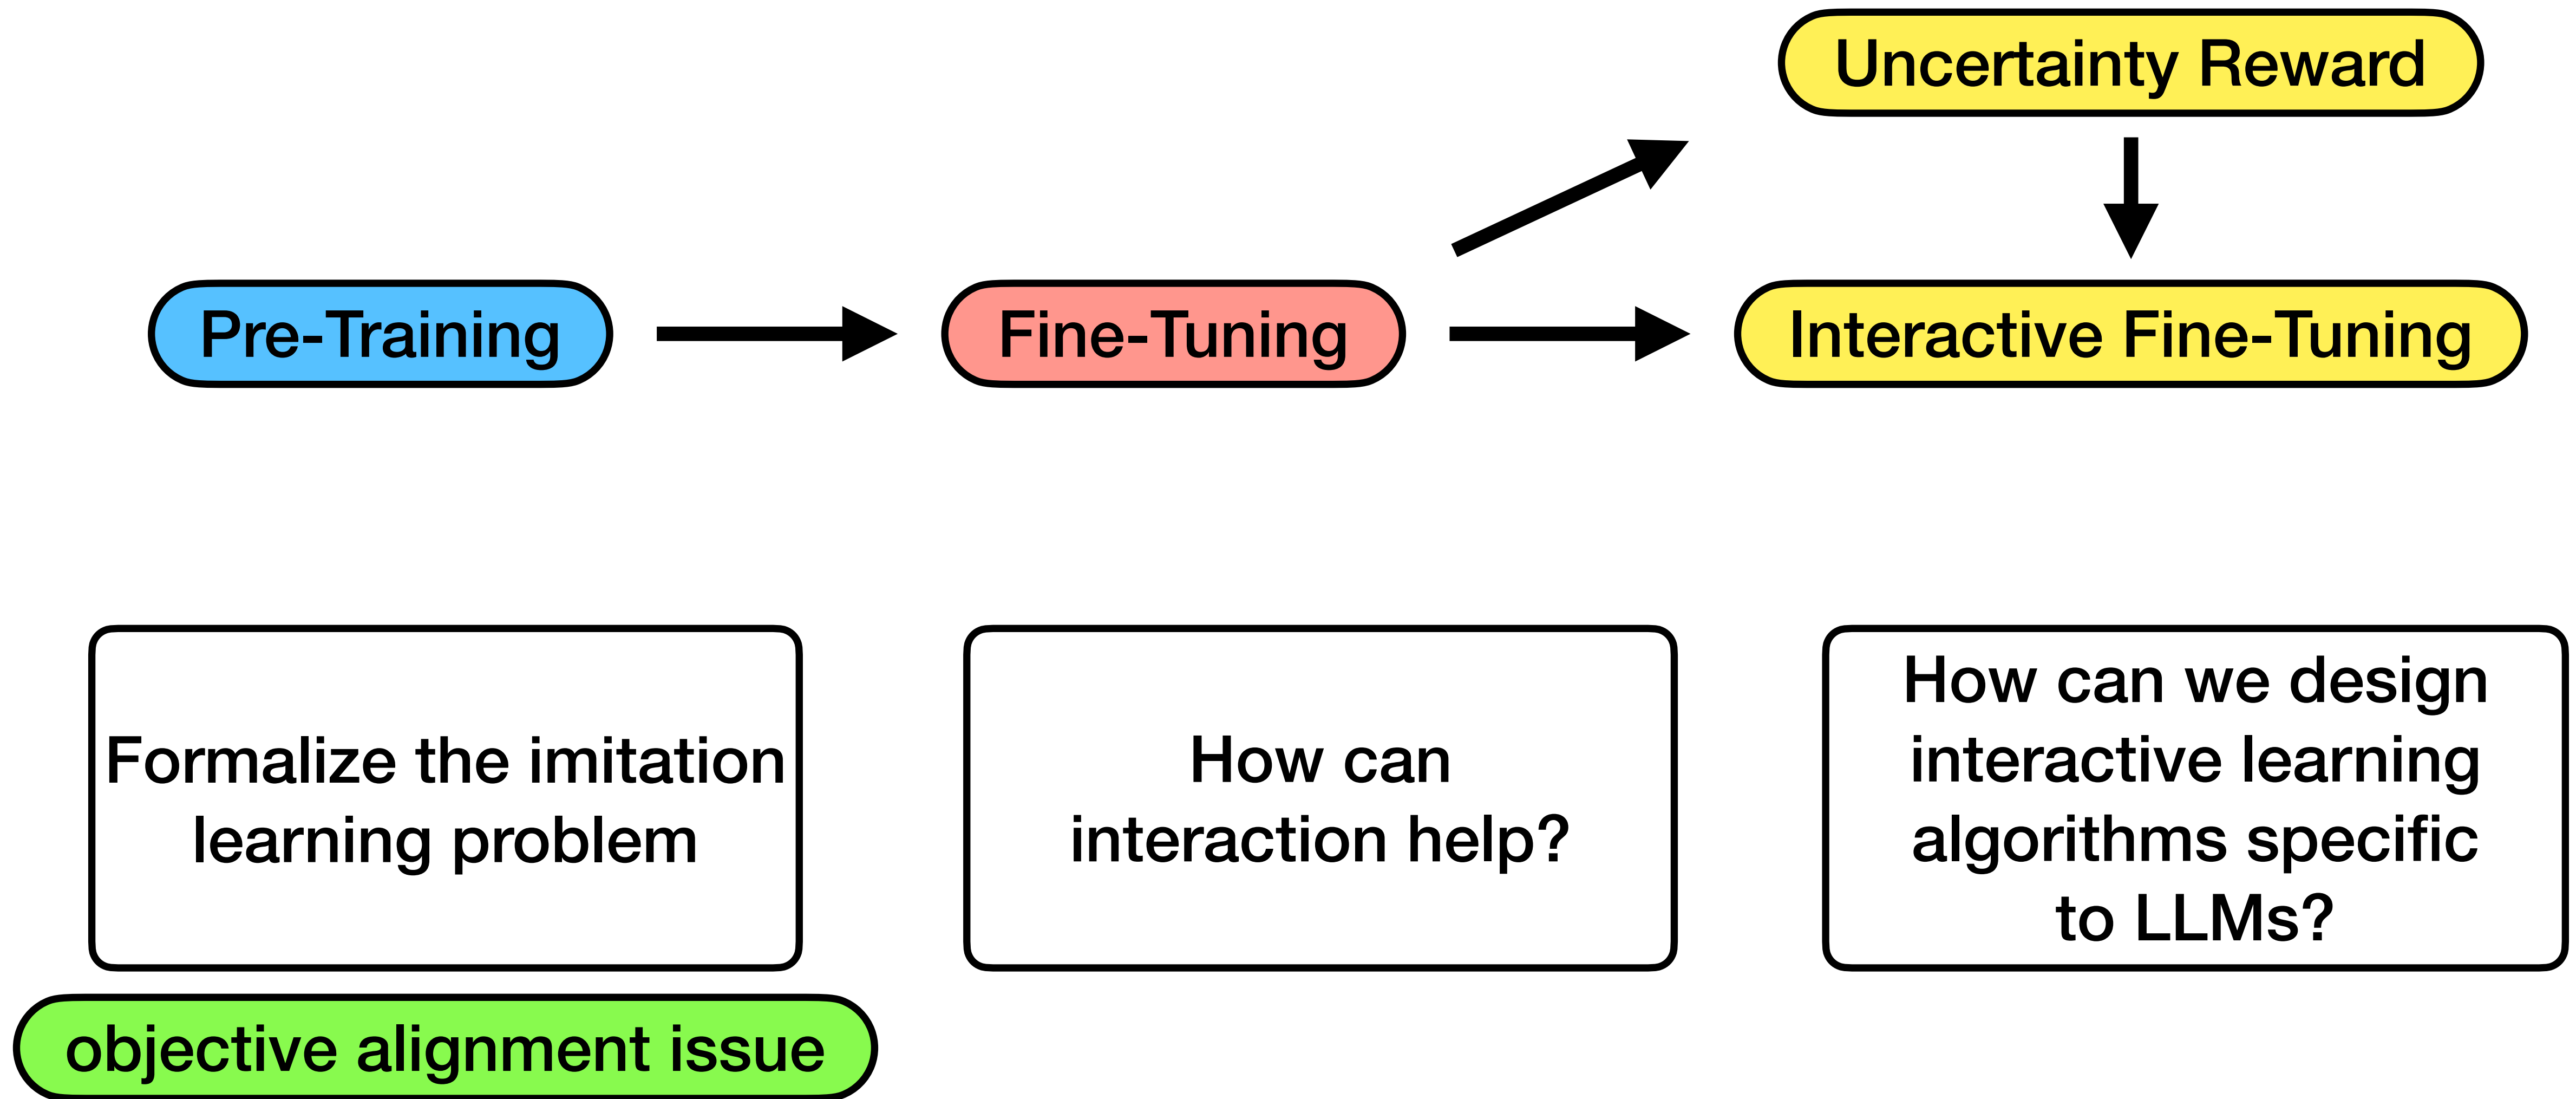 Uncertainty Reward
Pre-Training
Fine-Tuning
Interactive Fine-Tuning
Formalize the imitation
learning problem
How can
interaction help?
How can we design
interactive learning
algorithms specific
to LLMs?
objective alignment issue